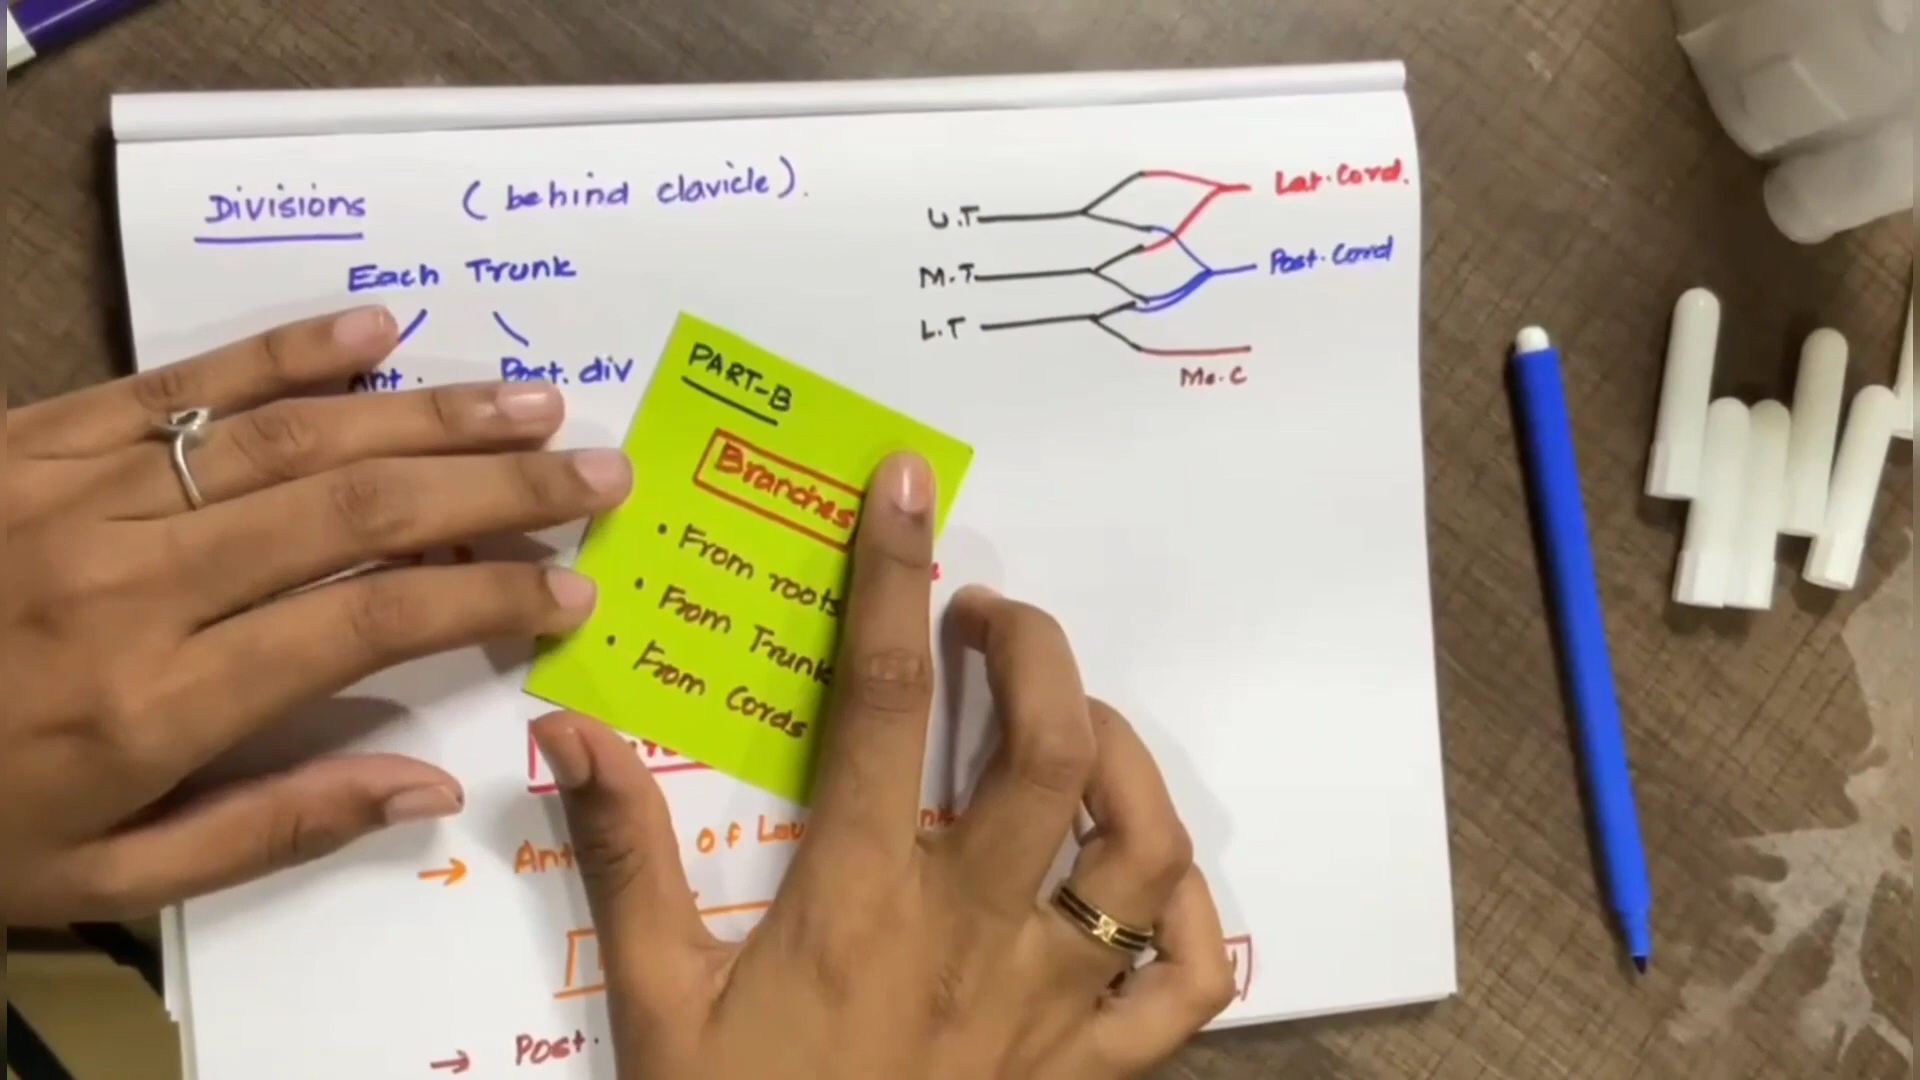 Divisions (behind clavicle).
Each Trunk
Ant. Post. div
U.T
M.T
L.T
Lat. Cord.
Post. Cord
Me. C
PART-B
Branches
• From roots
• From Trunk
• From Cords
→ Ant of
→ Post.